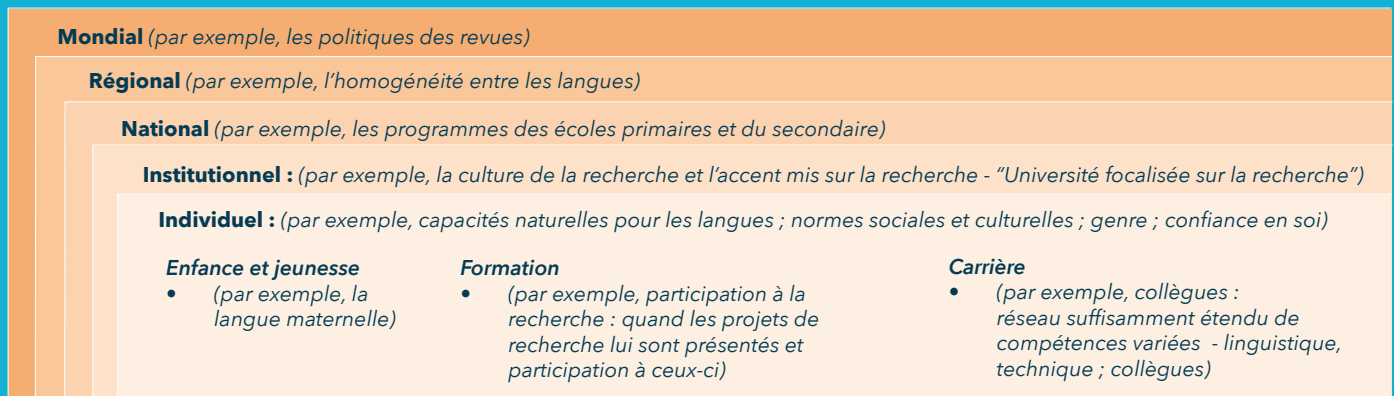 Mondial (par exemple, les politiques des revues)
Régional (par exemple, l'homogénéité entre les langues)
National (par exemple, les programmes des écoles primaires et du secondaire)
Institutionnel : (par exemple, la culture de la recherche et l'accent mis sur la recherche - “Université focalisée sur la recherche”)
Individuel : (par exemple, capacités naturelles pour les langues ; normes sociales et culturelles ; genre ; confiance en soi)
Enfance et jeunesse
• (par exemple, la
langue maternelle)
Formation
• (par exemple, participation à la
recherche : quand les projets de
recherche lui sont présentés et
participation à ceux-ci)
Carrière
• (par exemple, collègues :
réseau suffisamment étendu de
compétences variées - linguistique,
technique ; collègues)